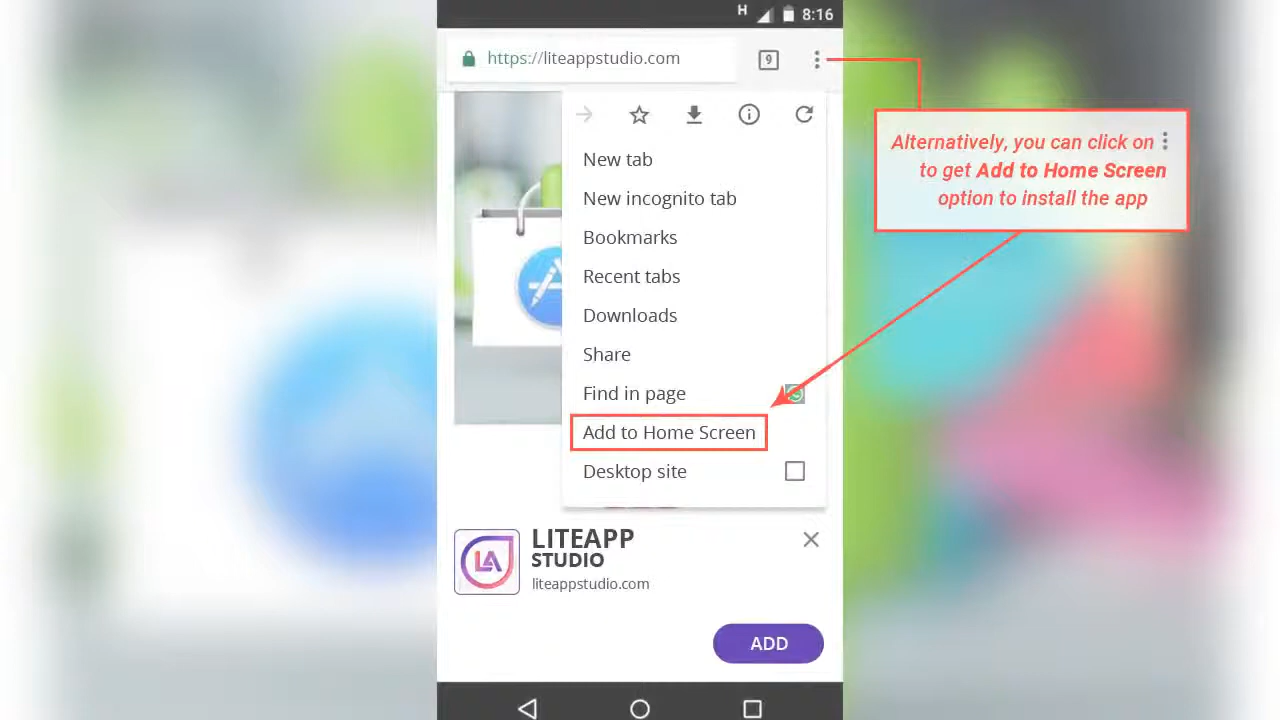 H 8:16
https://liteappstudio.com 9
New tab
New incognito tab
Bookmarks
Recent tabs
Downloads
Share
Find in page
Add to Home Screen
Desktop site
Alternatively, you can click on
to get Add to Home Screen
option to install the app
LA
LITEAPP
STUDIO
liteappstudio.com
ADD